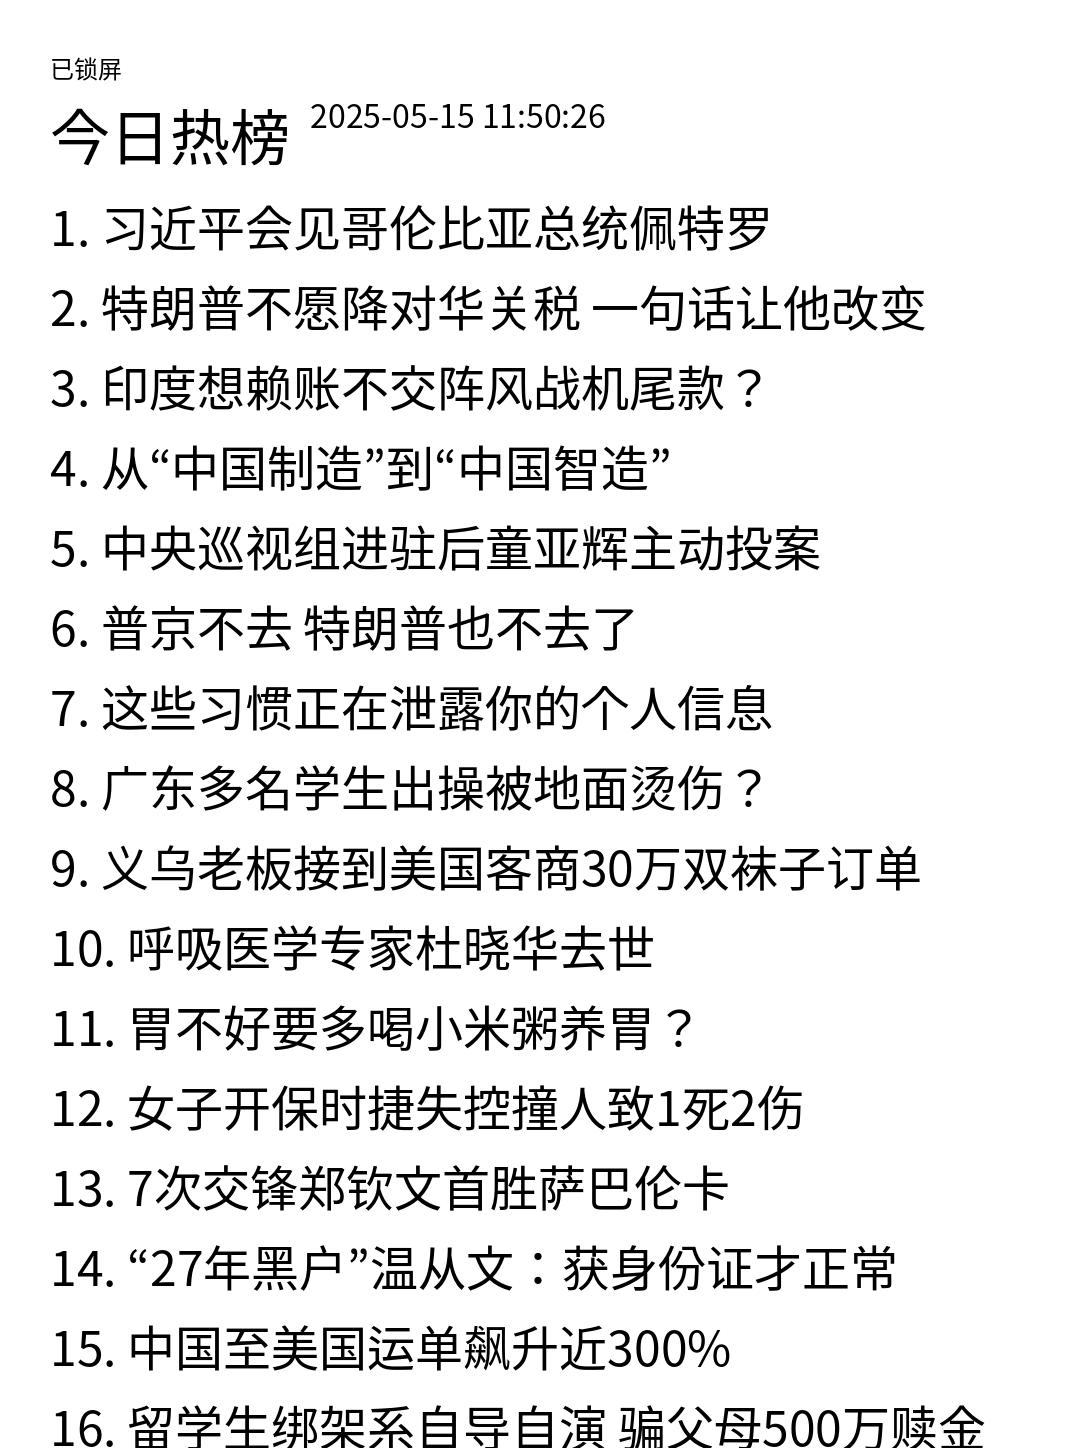 已锁屏
今日热榜 2025-05-15 11:50:26
1. 习近平会见哥伦比亚总统佩特罗
2. 特朗普不愿降对华关税 一句话让他改变
3. 印度想赖账不交阵风战机尾款？
4. 从“中国制造”到“中国智造”
5. 中央巡视组进驻后童亚辉主动投案
6. 普京不去 特朗普也不去了
7. 这些习惯正在泄露你的个人信息
8. 广东多名学生出操被地面烫伤？
9. 义乌老板接到美国客商30万双袜子订单
10. 呼吸医学专家杜晓华去世
11. 胃不好要多喝小米粥养胃？
12. 女子开保时捷失控撞人致1死2伤
13. 7次交锋郑钦文首胜萨巴伦卡
14. “27年黑户”温从文：获身份证才正常
15. 中国至美国运单飙升近300%
16. 留学生绑架系自导自演 骗父母500万赎金